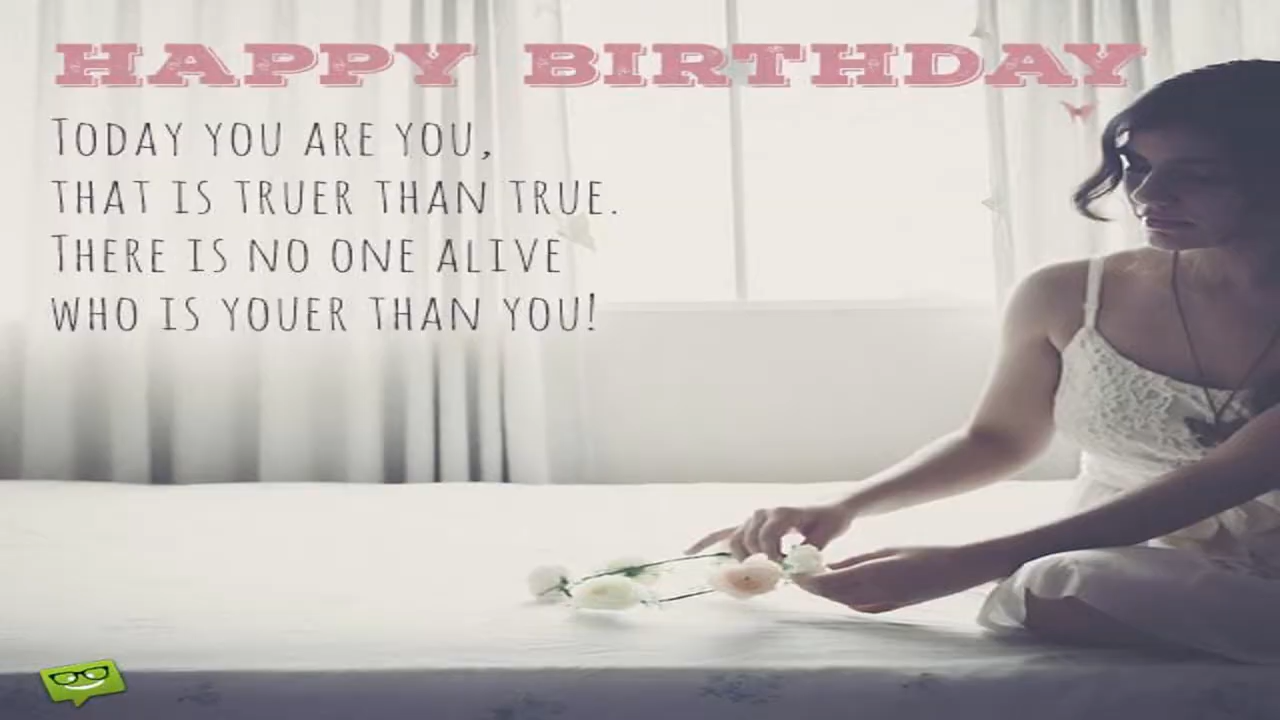 HAPPY BIRTHDAY
TODAY YOU ARE YOU,
THAT IS TRUER THAN TRUE.
THERE IS NO ONE ALIVE
WHO IS YOUER THAN YOU!